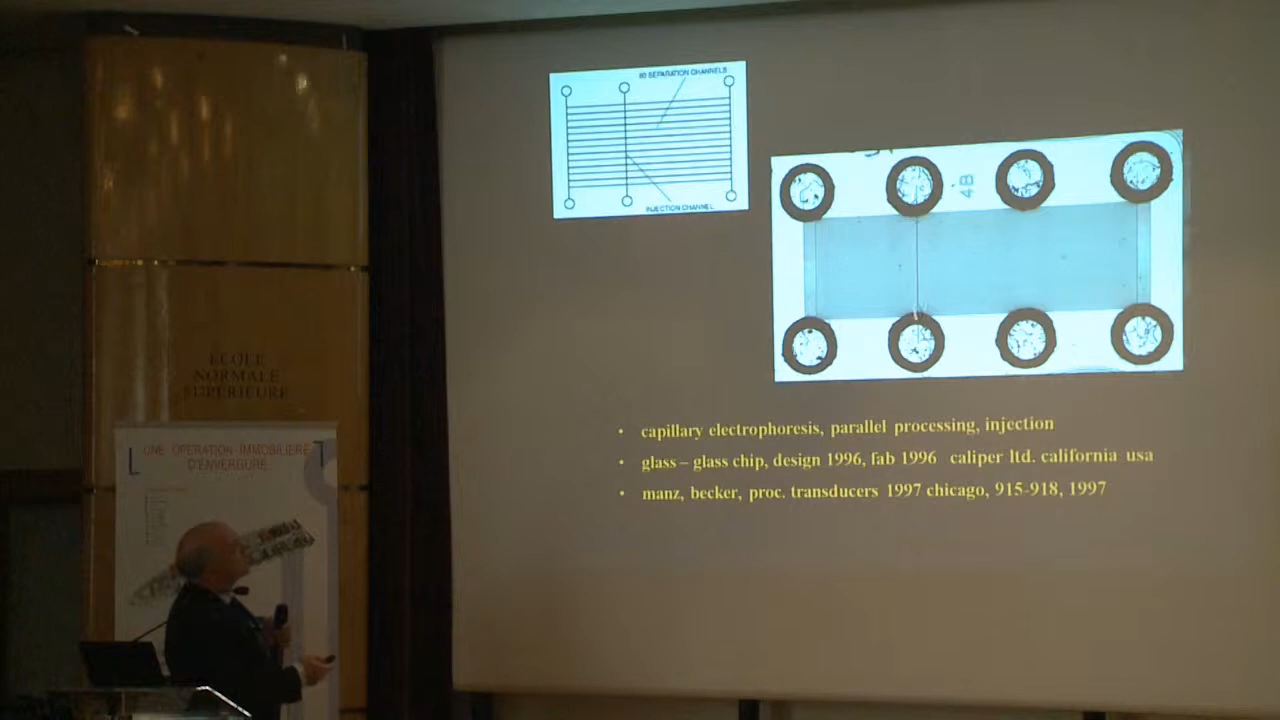 80 SEPARATION CHANNELS
INJECTION CHANNEL
4B
• capillary electrophoresis, parallel processing, injection
• glass – glass chip, design 1996, fab 1996 caliper ltd. california usa
• manz, becker, proc. transducers 1997 chicago, 915-918, 1997
ECOLE
NORMALE
SUPERIEURE
UNE OPERATION IMMOBILIERE
D'ENVERGURE